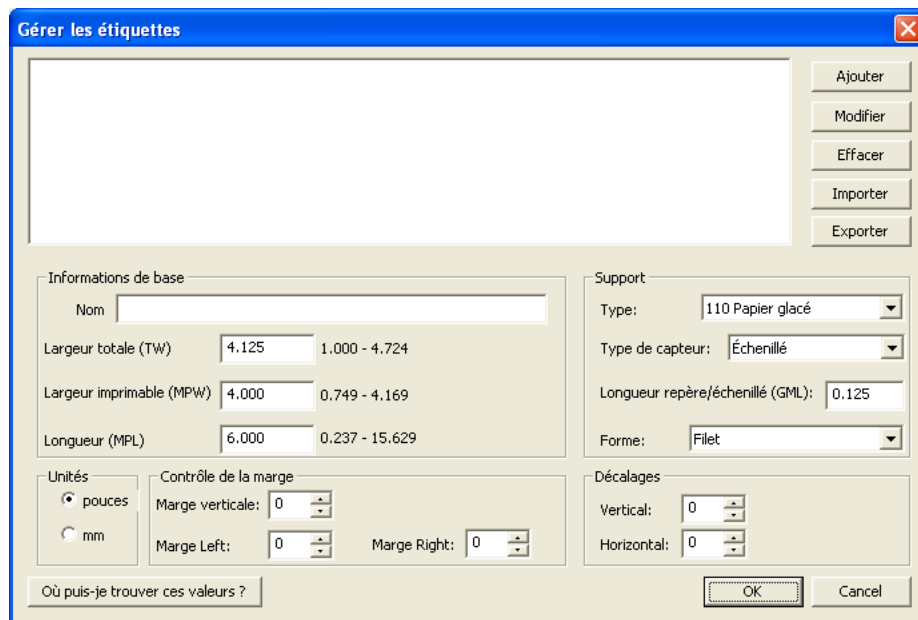 Gérer les étiquettes
Ajouter
Modifier
Effacer
Importer
Exporter
Informations de base
Nom
Largeur totale (TW) 4.125 1.000 - 4.724
Largeur imprimable (MPW) 4.000 0.749 - 4.169
Longueur (MPL) 6.000 0.237 - 15.629
Support
Type: 110 Papier glacé
Type de capteur: Échenillé
Longueur repère/échenillé (GML): 0.125
Forme: Filet
Unités
pouces
mm
Contrôle de la marge
Marge verticale: 0
Marge Left: 0 Marge Right: 0
Décalages
Vertical: 0
Horizontal: 0
Où puis-je trouver ces valeurs ?
OK
Cancel